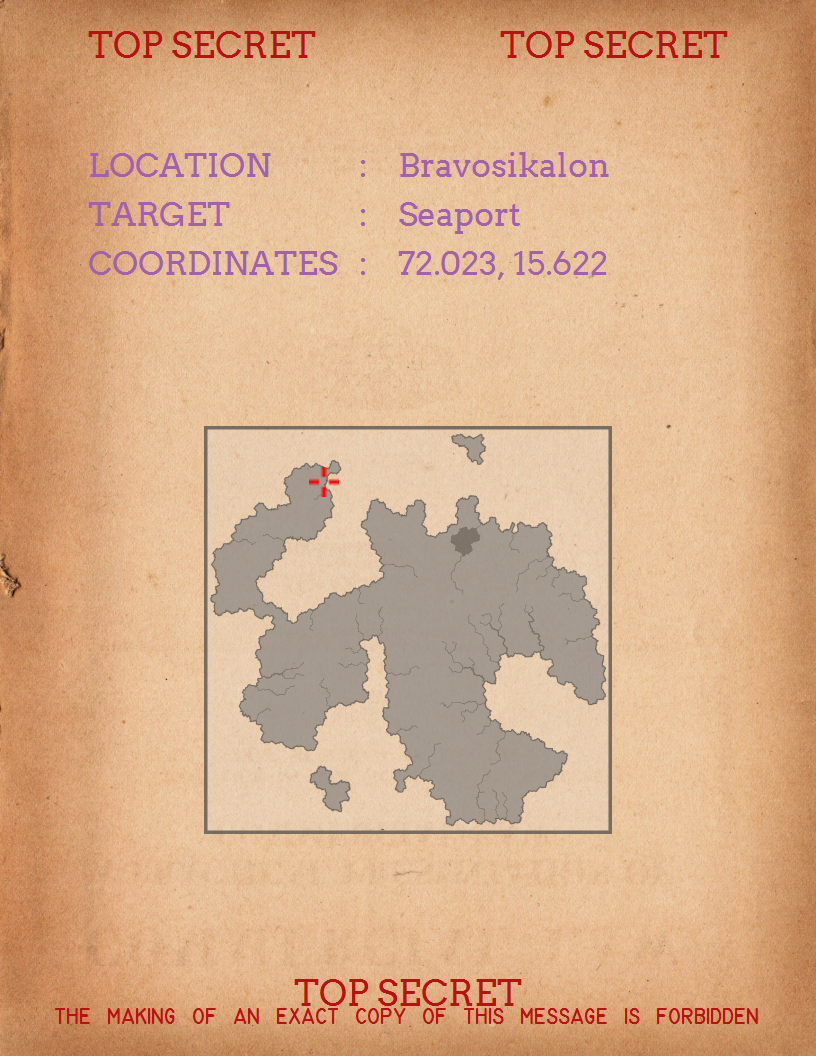 TOP SECRET TOP SECRET
LOCATION : Bravosikalon
TARGET : Seaport
COORDINATES : 72.023, 15.622
TOP SECRET
THE MAKING OF AN EXACT COPY OF THIS MESSAGE IS FORBIDDEN